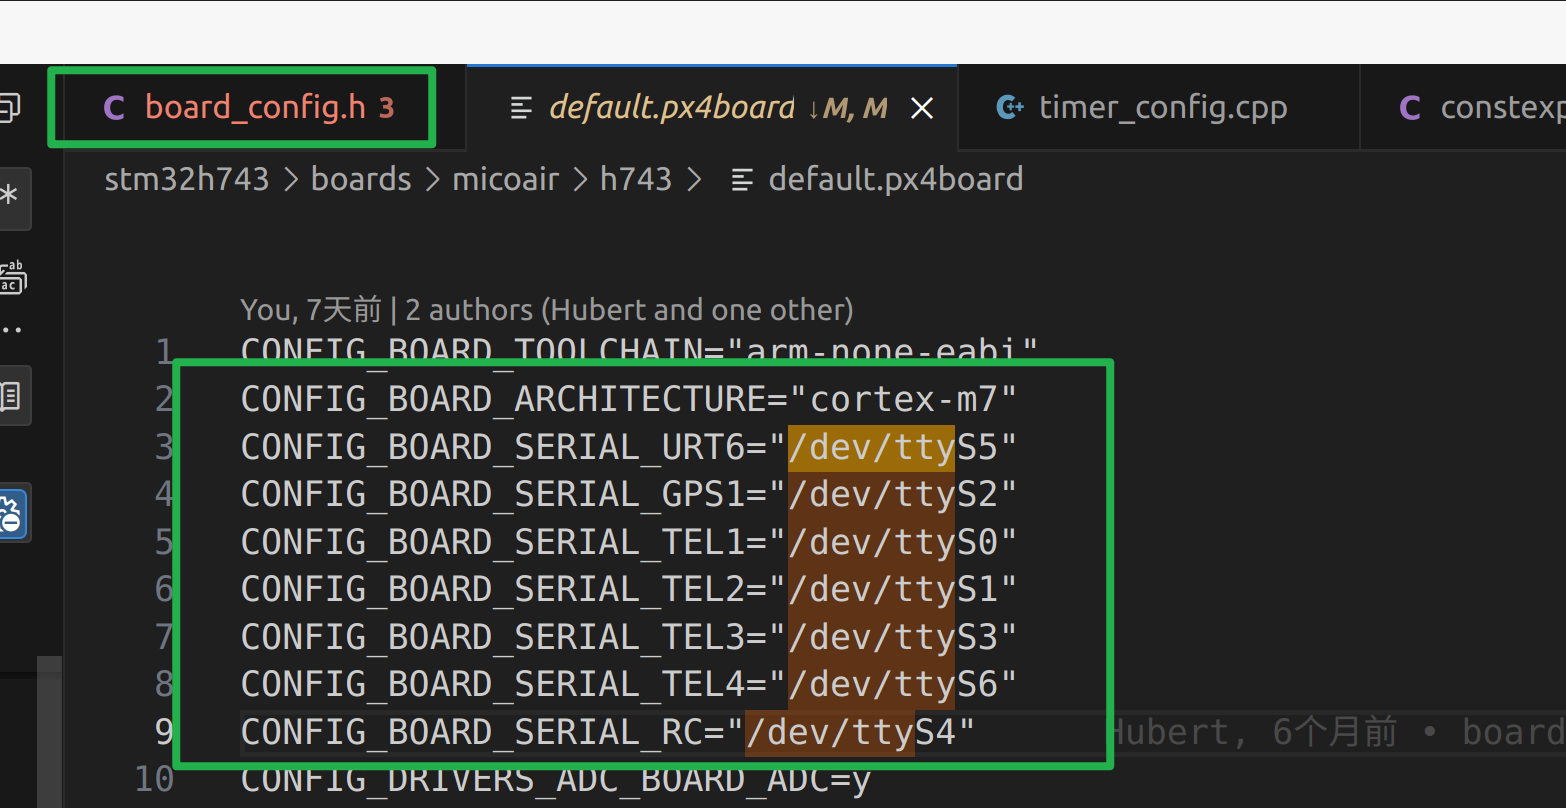 board_config.h 3
default.px4board ↓M, M
timer_config.cpp
constexp
stm32h743 > boards > micoair > h743 > default.px4board
ab
ac
You, 7天前 | 2 authors (Hubert and one other)
1 CONFIG_BOARD_TOOLCHAIN="arm-none-eabi"
2 CONFIG_BOARD_ARCHITECTURE="cortex-m7"
3 CONFIG_BOARD_SERIAL_URT6="/dev/ttyS5"
4 CONFIG_BOARD_SERIAL_GPS1="/dev/ttyS2"
5 CONFIG_BOARD_SERIAL_TEL1="/dev/ttyS0"
6 CONFIG_BOARD_SERIAL_TEL2="/dev/ttyS1"
7 CONFIG_BOARD_SERIAL_TEL3="/dev/ttyS3"
8 CONFIG_BOARD_SERIAL_TEL4="/dev/ttyS6"
9 CONFIG_BOARD_SERIAL_RC="/dev/ttyS4" Hubert, 6个月前 • board
10 CONFIG_DRIVERS_ADC_BOARD_ADC=y